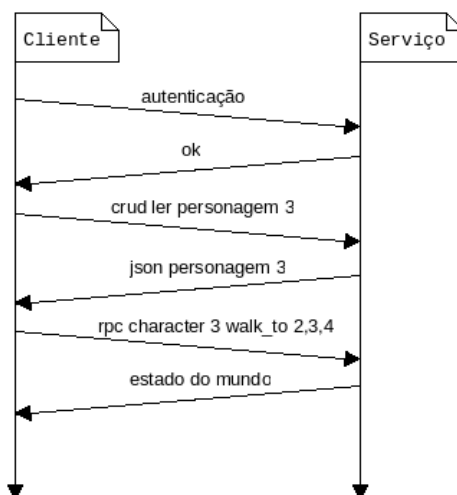 Cliente
Serviço
autenticação
ok
crud ler personagem 3
json personagem 3
rpc character 3 walk_to 2,3,4
estado do mundo